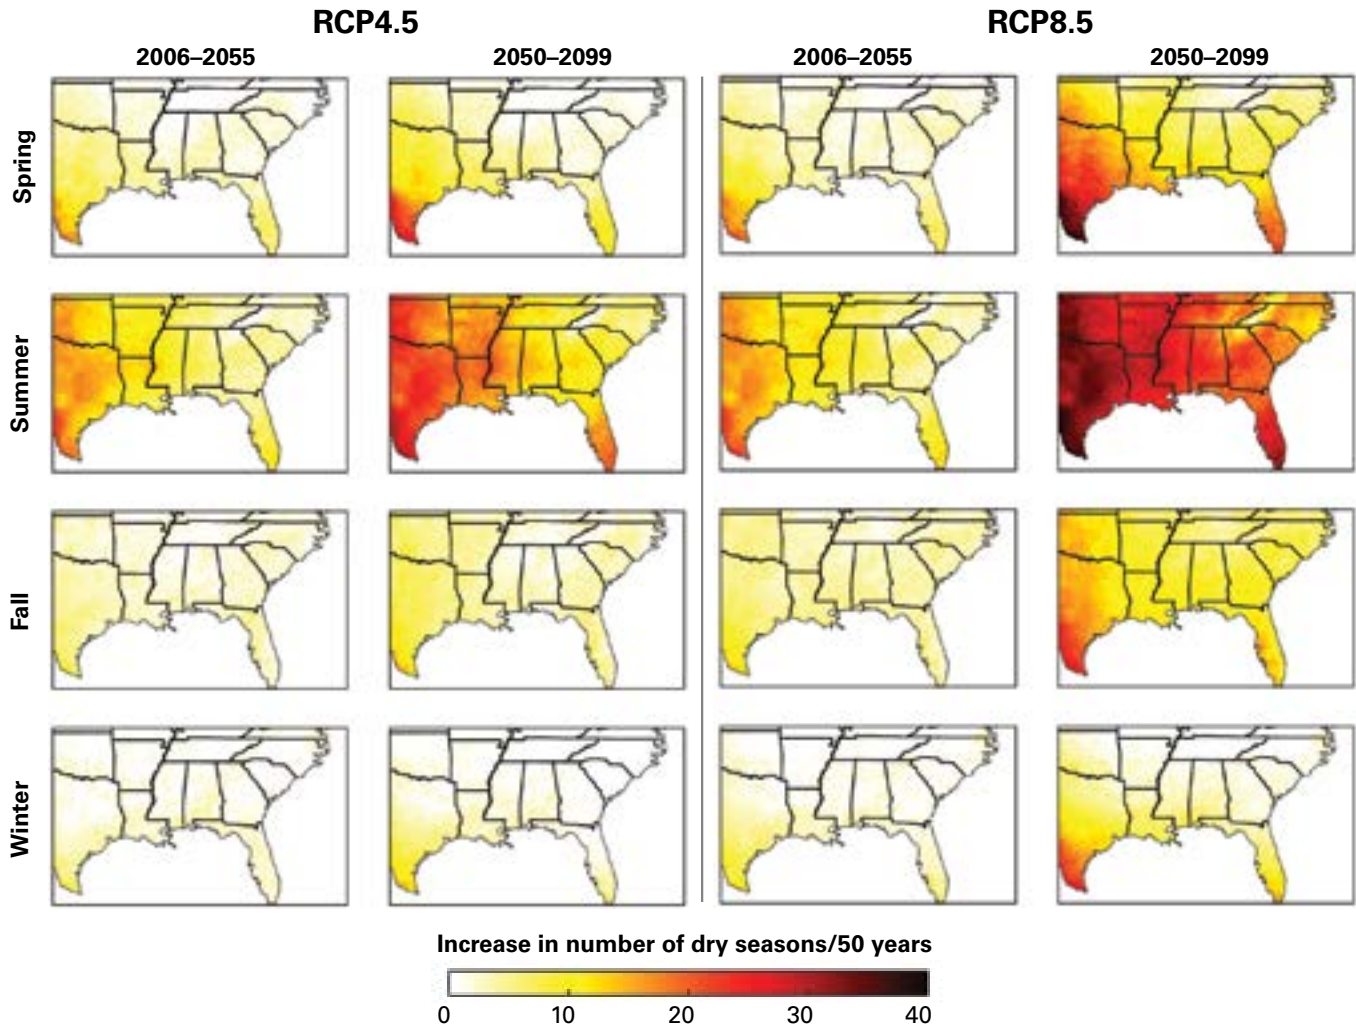 RCP4.5 RCP8.5
2006–2055 2050–2099 2006–2055 2050–2099
Spring
Summer
Fall
Winter
Increase in number of dry seasons/50 years
0 10 20 30 40